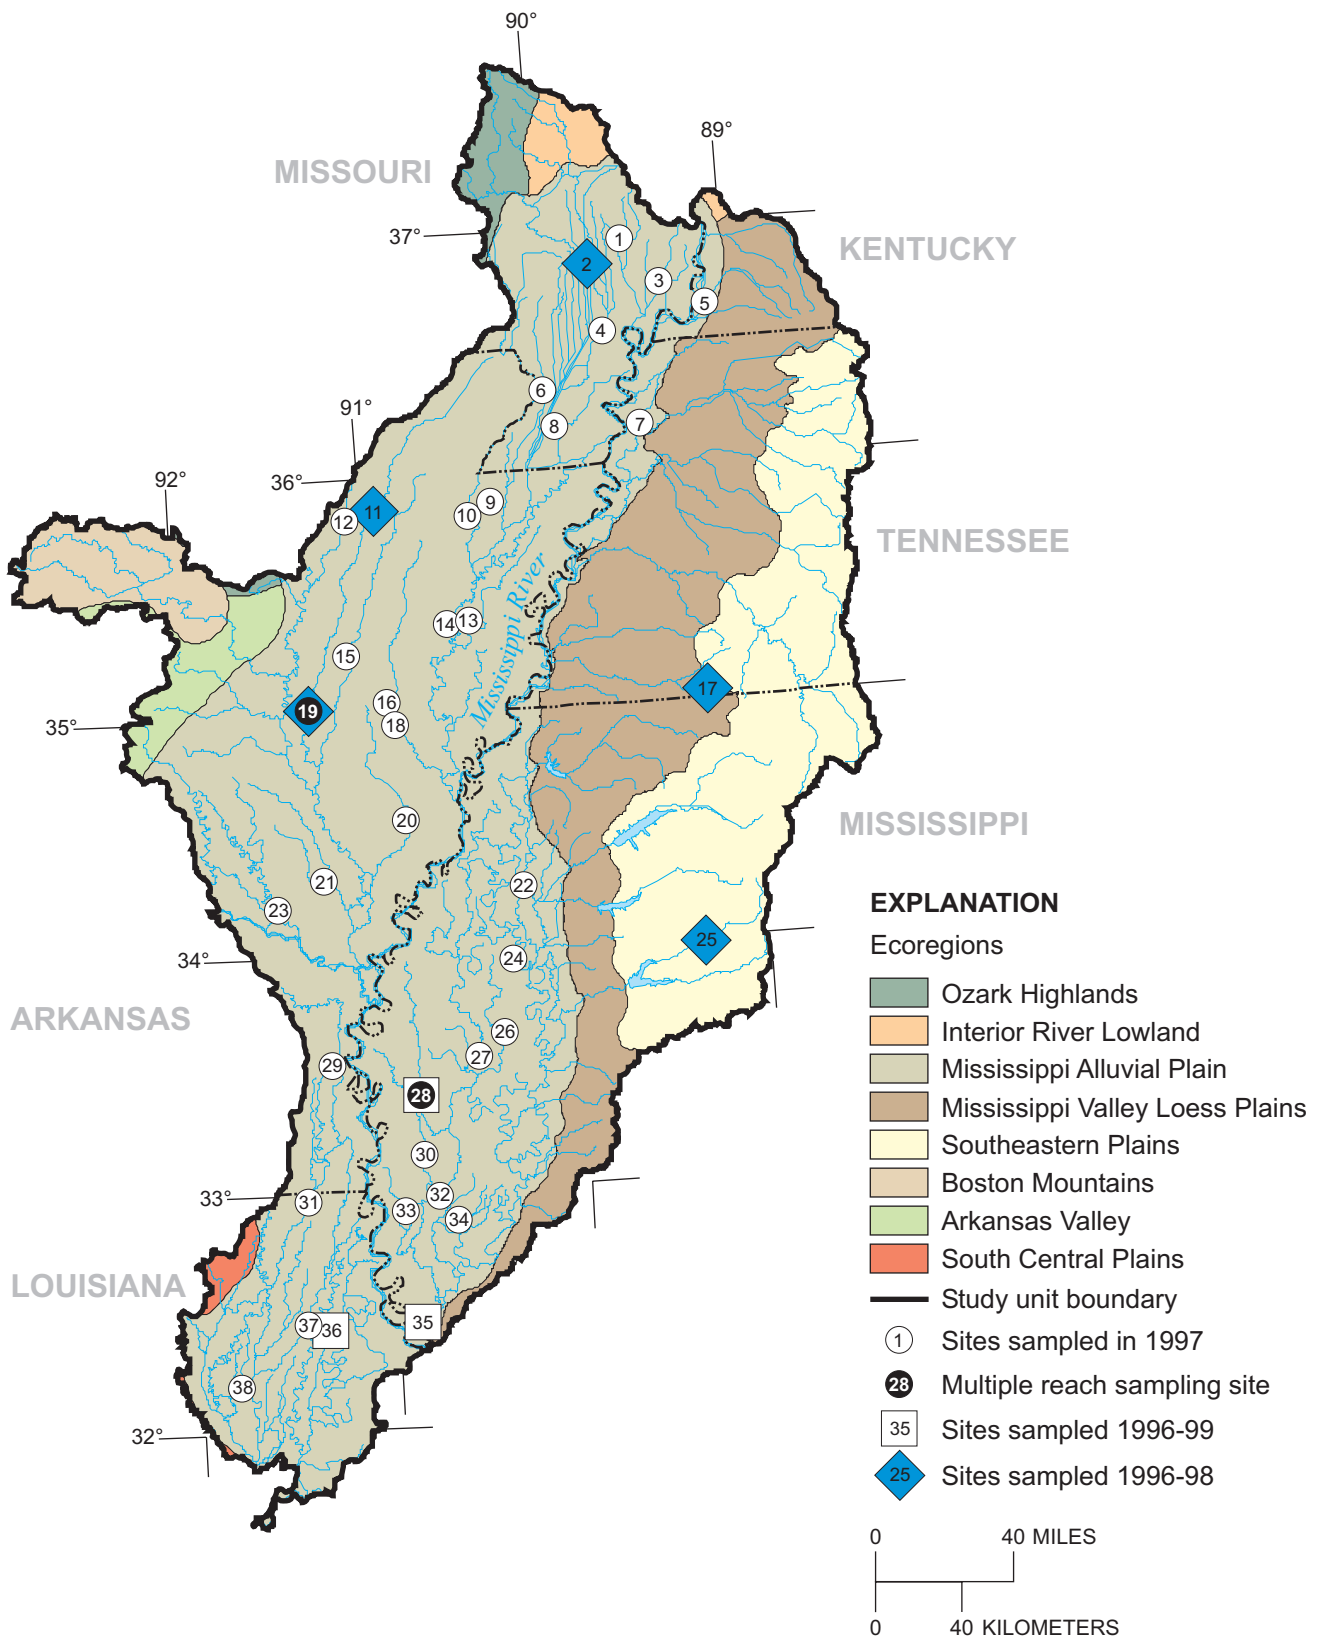 90°
89°
MISSOURI
37°
KENTUCKY
1
2
3
5
4
6
7
8
91°
92°
36°
9
10
11
12
TENNESSEE
Mississippi River
13
14
15
17
16
18
19
35°
MISSISSIPPI
20
21
22
23
25
24
34°
ARKANSAS
26
27
29
28
30
32
33
34
33°
31
LOUISIANA
35
37
36
38
32°
EXPLANATION
Ecoregions
Ozark Highlands
Interior River Lowland
Mississippi Alluvial Plain
Mississippi Valley Loess Plains
Southeastern Plains
Boston Mountains
Arkansas Valley
South Central Plains
Study unit boundary
1 Sites sampled in 1997
28 Multiple reach sampling site
35 Sites sampled 1996-99
25 Sites sampled 1996-98
0 40 MILES
0 40 KILOMETERS